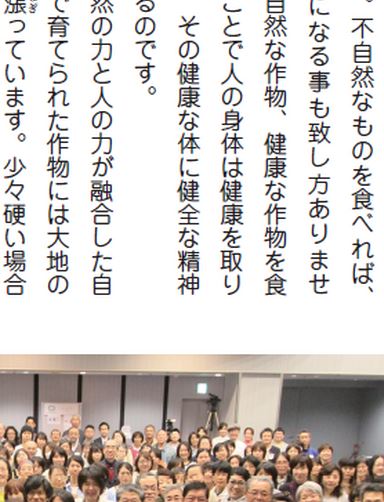 。不自然なものを食べれば、
になる事も致し方ありませ
自然な作物、健康な作物を食
ことで人の身体は健康を取り
その健康な体に健全な精神
るのです。
然の力と人の力が融合した自
で育てられた作物には大地の
漲っています。少々硬い場合